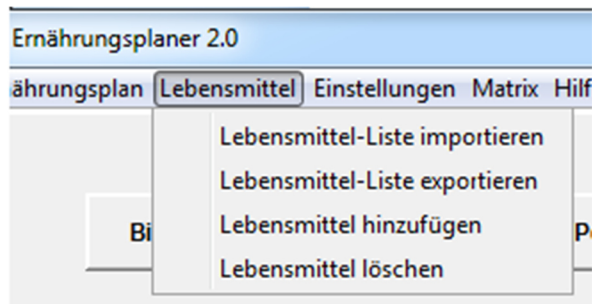 Ernährungsplaner 2.0
ährungsplan Lebensmittel Einstellungen Matrix Hilf
Lebensmittel-Liste importieren
Lebensmittel-Liste exportieren
Lebensmittel hinzufügen
Lebensmittel löschen